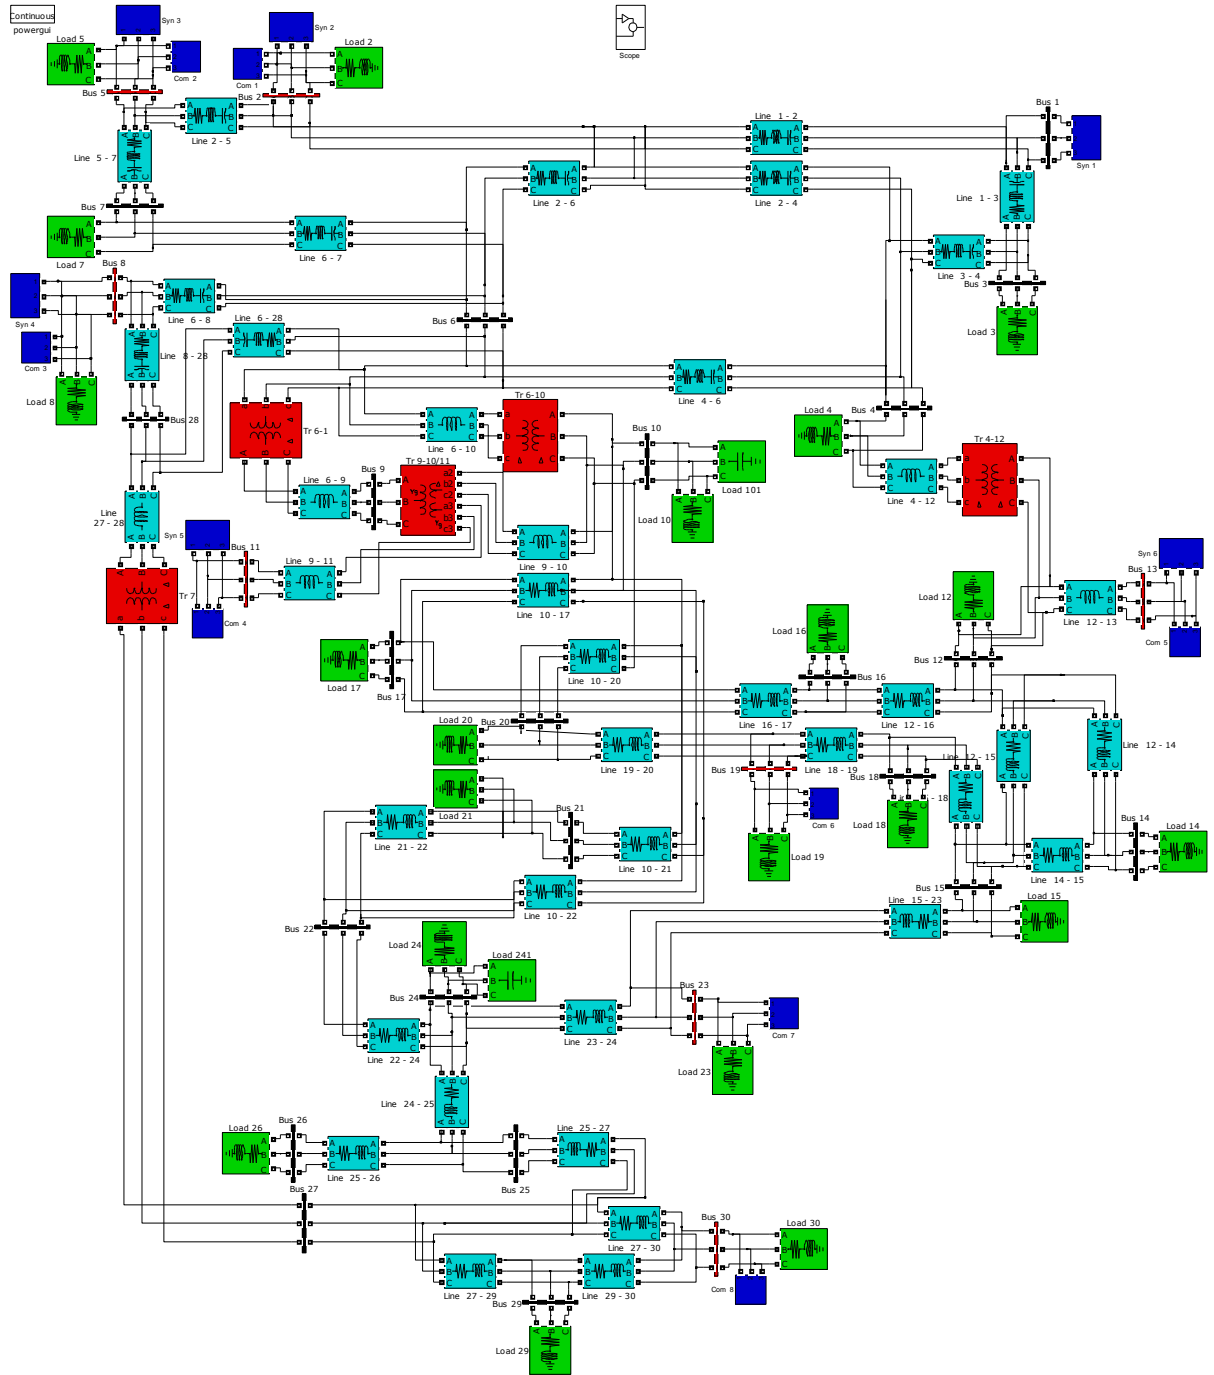 Continuous
powergui
Syn 3
Load 5
Com 2
Bus 5
Syn 2
Load 2
Com 1
Bus 2
Scope
Line 2 - 5
Line 5 - 7
Line 1 - 2
Bus 1
Syn 1
Line 2 - 6
Line 2 - 4
Line 1 - 3
Bus 7
Load 7
Line 6 - 7
Line 3 - 4
Bus 3
Load 3
Bus 8
Syn 4
Line 6 - 8
Line 6 - 28
Bus 6
Com 3
Line 8 - 28
Load 8
Bus 28
Line 4 - 6
Tr 6-10
Tr 6-1
Line 6 - 10
Bus 10
Load 101
Load 4
Bus 4
Tr 4-12
Line 4 - 12
Line 6 - 9
Bus 9
Tr 9-10/11
Load 10
Line 27 - 28
Syn 5
Bus 11
Line 9 - 11
Line 9 - 10
Tr 7
Com 4
Line 10 - 17
Load 12
Syn 6
Bus 13
Line 12 - 13
Com 5
Load 16
Bus 12
Load 17
Bus 17
Line 10 - 20
Bus 16
Line 16 - 17
Line 12 - 16
Load 20
Bus 20
Line 19 - 20
Line 18 - 19
Bus 19
Bus 18
Line 12 - 15
Line 12 - 14
Load 21
Com 6
Load 18
- 18
Line 21 - 22
Bus 21
Line 10 - 21
Load 19
Line 14 - 15
Bus 14
Load 14
Line 10 - 22
Bus 15
Line 15 - 23
Load 15
Bus 22
Load 24
Load 241
Bus 24
Line 22 - 24
Line 23 - 24
Bus 23
Com 7
Load 23
Line 24 - 25
Load 26
Bus 26
Line 25 - 26
Bus 25
Line 25 - 27
Bus 27
Line 27 - 30
Bus 30
Load 30
Com 8
Line 27 - 29
Line 29 - 30
Bus 29
Load 29